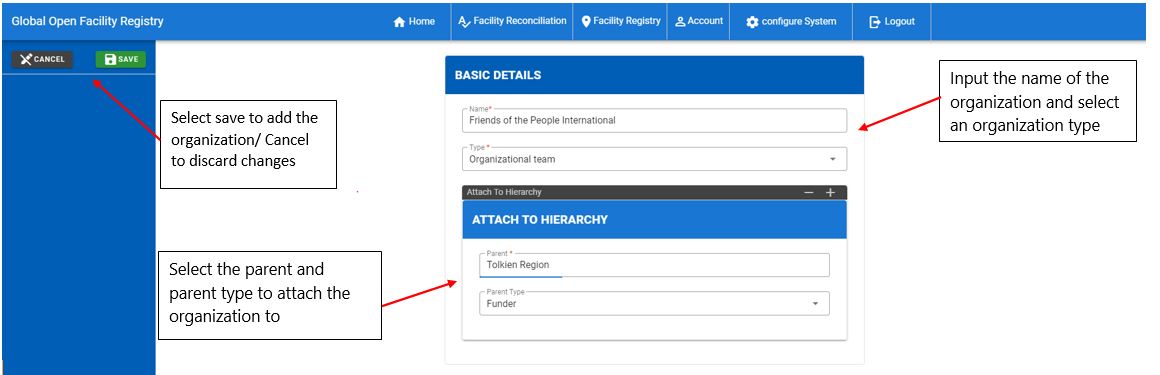 Global Open Facility Registry
Home
Facility Reconciliation
Facility Registry
Account
configure System
Logout
CANCEL
SAVE
Select save to add the
organization/ Cancel
to discard changes
BASIC DETAILS
Name*
Friends of the People International
Type *
Organizational team
Input the name of the
organization and select
an organization type
Attach To Hierarchy
ATTACH TO HIERARCHY
Parent *
Tolkien Region
Parent Type
Funder
Select the parent and
parent type to attach the
organization to